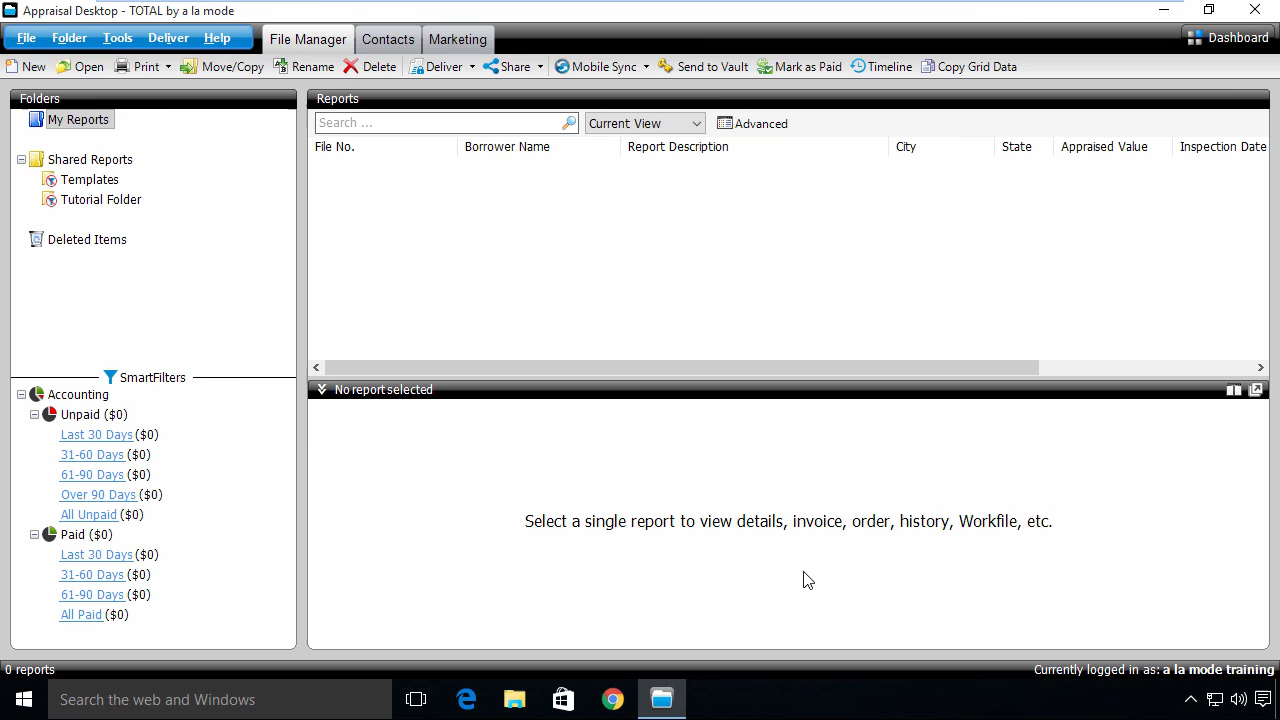 Appraisal Desktop - TOTAL by a la mode
File Folder Tools Deliver Help File Manager Contacts Marketing Dashboard
New Open Print Move/Copy Rename Delete Deliver Share Mobile Sync Send to Vault Mark as Paid Timeline Copy Grid Data
Folders
My Reports
Shared Reports
Templates
Tutorial Folder
Deleted Items
SmartFilters
Accounting
Unpaid ($0)
Last 30 Days ($0)
31-60 Days ($0)
61-90 Days ($0)
Over 90 Days ($0)
All Unpaid ($0)
Paid ($0)
Last 30 Days ($0)
31-60 Days ($0)
61-90 Days ($0)
All Paid ($0)
Reports
Search ... Current View Advanced
File No. Borrower Name Report Description City State Appraised Value Inspection Date
No report selected
Select a single report to view details, invoice, order, history, Workfile, etc.
0 reports Currently logged in as: a la mode training
Search the web and Windows